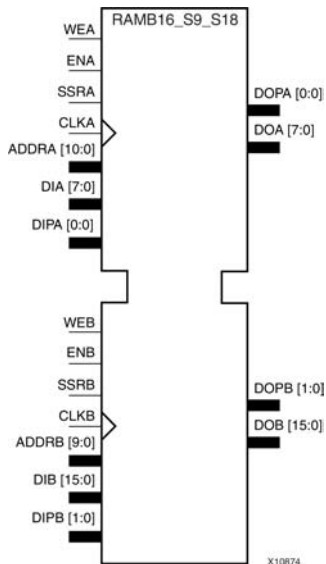 RAMB16_S9_S18
WEA
ENA
SSRA
CLKA
ADDRA [10:0]
DIA [7:0]
DIPA [0:0]
DOPA [0:0]
DOA [7:0]
WEB
ENB
SSRB
CLKB
ADDRB [9:0]
DIB [15:0]
DIPB [1:0]
DOPB [1:0]
DOB [15:0]
X10874